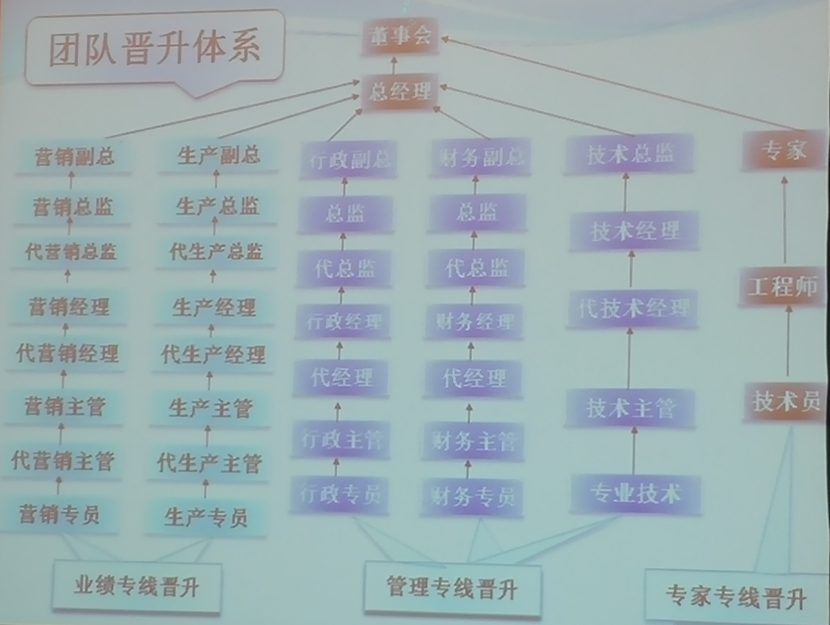 团队晋升体系
董事会
总经理
营销副总
生产副总
行政副总
财务副总
技术总监
专家
营销总监
生产总监
总监
总监
技术经理
代营销总监
代生产总监
代总监
代总监
工程师
营销经理
生产经理
行政经理
财务经理
代技术经理
代营销经理
代生产经理
代经理
代经理
营销主管
生产主管
行政主管
财务主管
技术主管
技术员
代营销主管
代生产主管
营销专员
生产专员
行政专员
财务专员
专业技术
业绩专线晋升
管理专线晋升
专家专线晋升